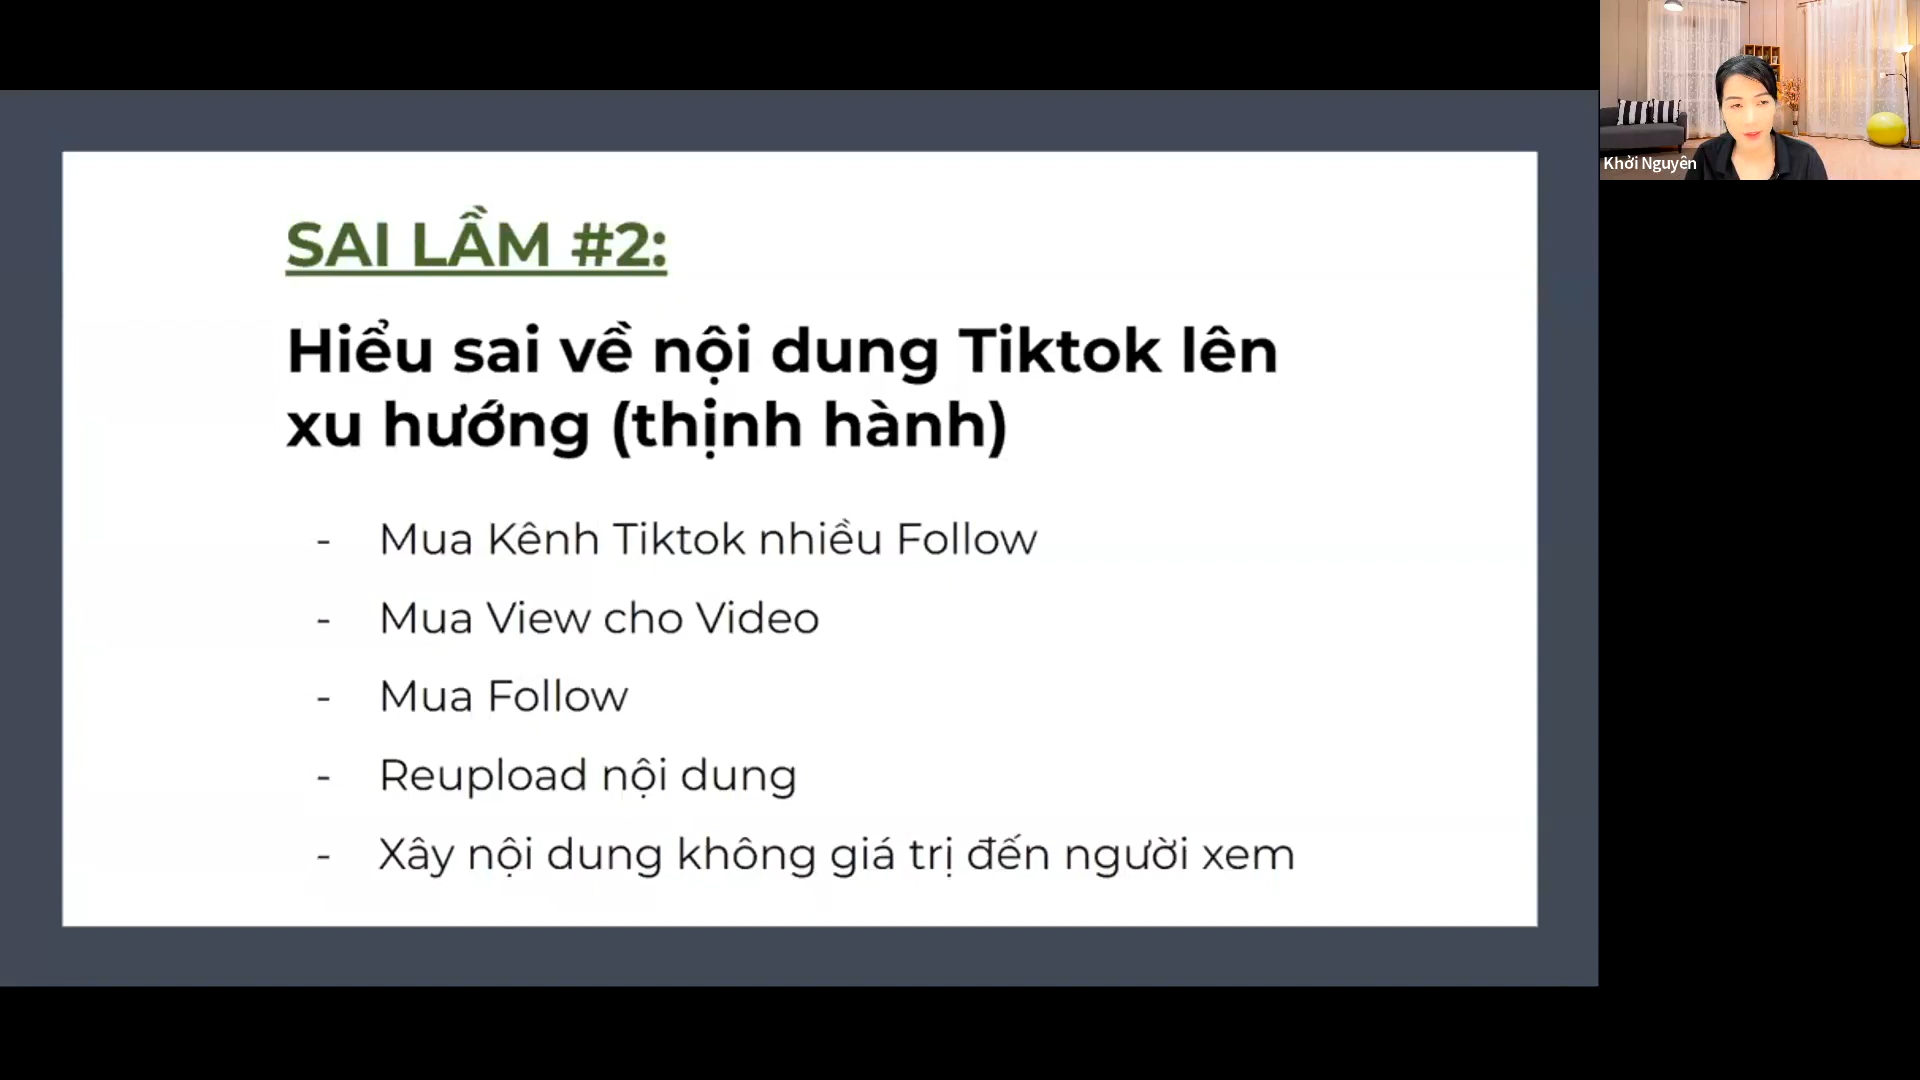 SAI LẦM #2:
Hiểu sai về nội dung Tiktok lên
xu hướng (thịnh hành)
- Mua Kênh Tiktok nhiều Follow
- Mua View cho Video
- Mua Follow
- Reupload nội dung
- Xây nội dung không giá trị đến người xem
Khởi Nguyên